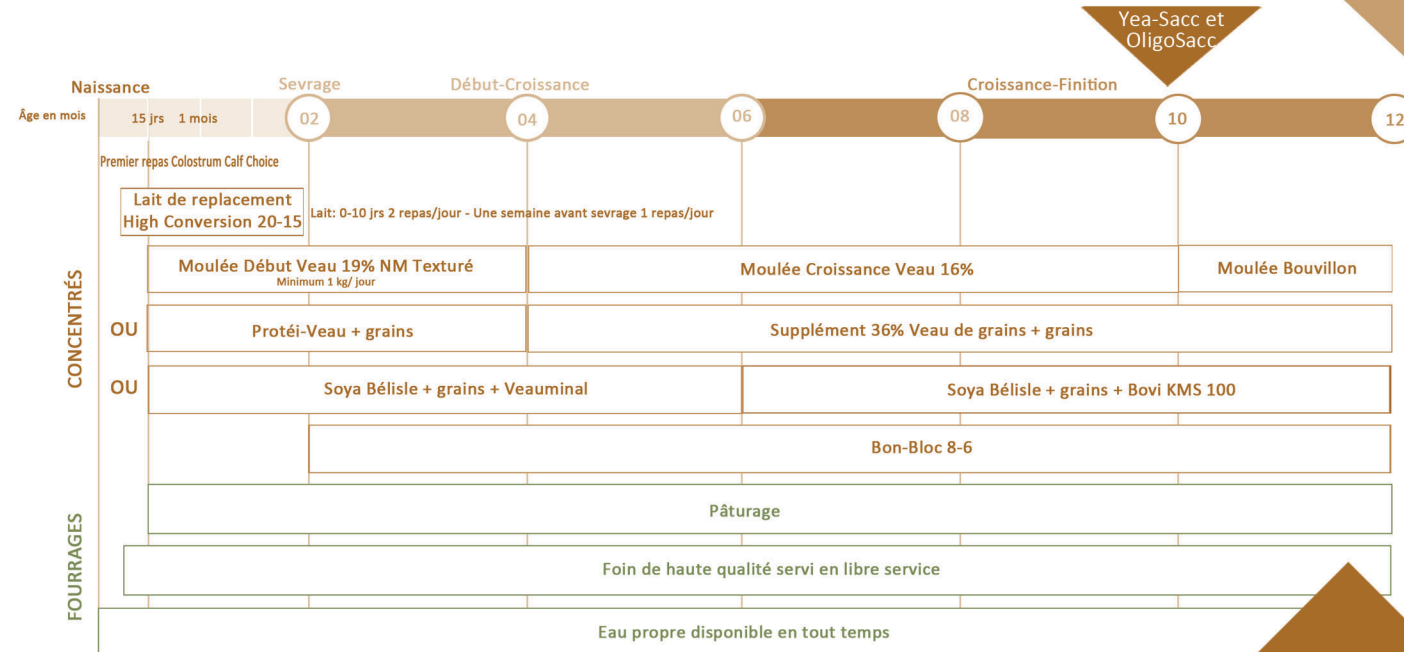 Yea-Sacc et
OligoSacc
Naissance
Sevrage
Début-Croissance
Croissance-Finition
Âge en mois
15 jrs
1 mois
02
04
06
08
10
12
Premier repas Colostrum Calf Choice
Lait de replacement
High Conversion 20-15
Lait: 0-10 jrs 2 repas/jour - Une semaine avant sevrage 1 repas/jour
CONCENTRÉS
Moulée Début Veau 19% NM Texturé
Minimum 1 kg/ jour
Moulée Croissance Veau 16%
Moulée Bouvillon
OU
Protéi-Veau + grains
Supplément 36% Veau de grains + grains
OU
Soya Bélisle + grains + Veauminal
Soya Bélisle + grains + Bovi KMS 100
Bon-Bloc 8-6
FOURRAGES
Pâturage
Foin de haute qualité servi en libre service
Eau propre disponible en tout temps